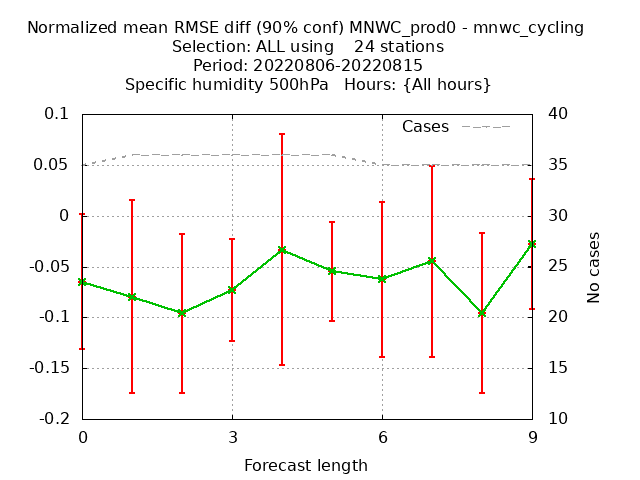 Normalized mean RMSE diff (90% conf) MNWC_prod0 - mnwc_cycling
Selection: ALL using 24 stations
Period: 20220806-20220815
Specific humidity 500hPa Hours: {All hours}
0.1
0.05
0
-0.05
-0.1
-0.15
-0.2
Cases
40
35
30
25
20
15
10
No cases
0
3
6
9
Forecast length